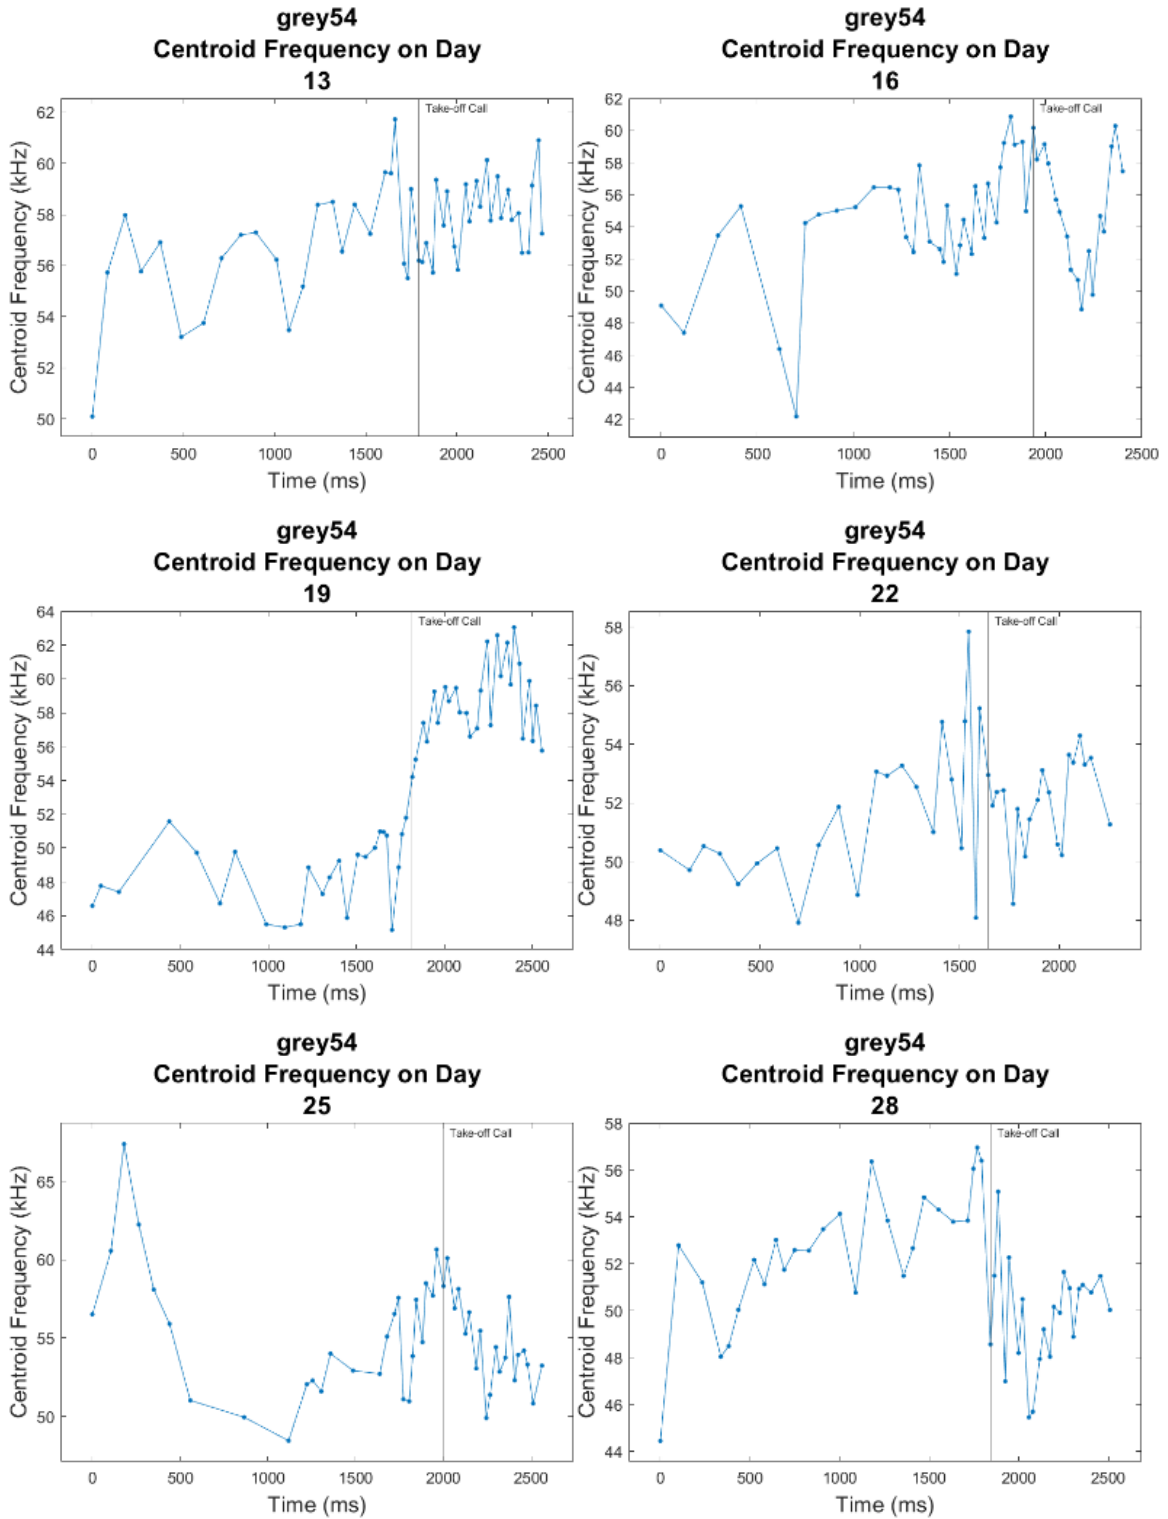 grey54
Centroid Frequency on Day
13
Take-off Call
62
60
58
56
54
52
50
Centroid Frequency (kHz)
0 500 1000 1500 2000 2500
Time (ms)
grey54
Centroid Frequency on Day
16
Take-off Call
62
60
58
56
54
52
50
48
46
44
42
Centroid Frequency (kHz)
0 500 1000 1500 2000 2500
Time (ms)
grey54
Centroid Frequency on Day
19
Take-off Call
64
62
60
58
56
54
52
50
48
46
44
Centroid Frequency (kHz)
0 500 1000 1500 2000 2500
Time (ms)
grey54
Centroid Frequency on Day
22
Take-off Call
58
56
54
52
50
48
Centroid Frequency (kHz)
0 500 1000 1500 2000
Time (ms)
grey54
Centroid Frequency on Day
25
Take-off Call
65
60
55
50
Centroid Frequency (kHz)
0 500 1000 1500 2000 2500
Time (ms)
grey54
Centroid Frequency on Day
28
Take-off Call
58
56
54
52
50
48
46
44
Centroid Frequency (kHz)
0 500 1000 1500 2000 2500
Time (ms)